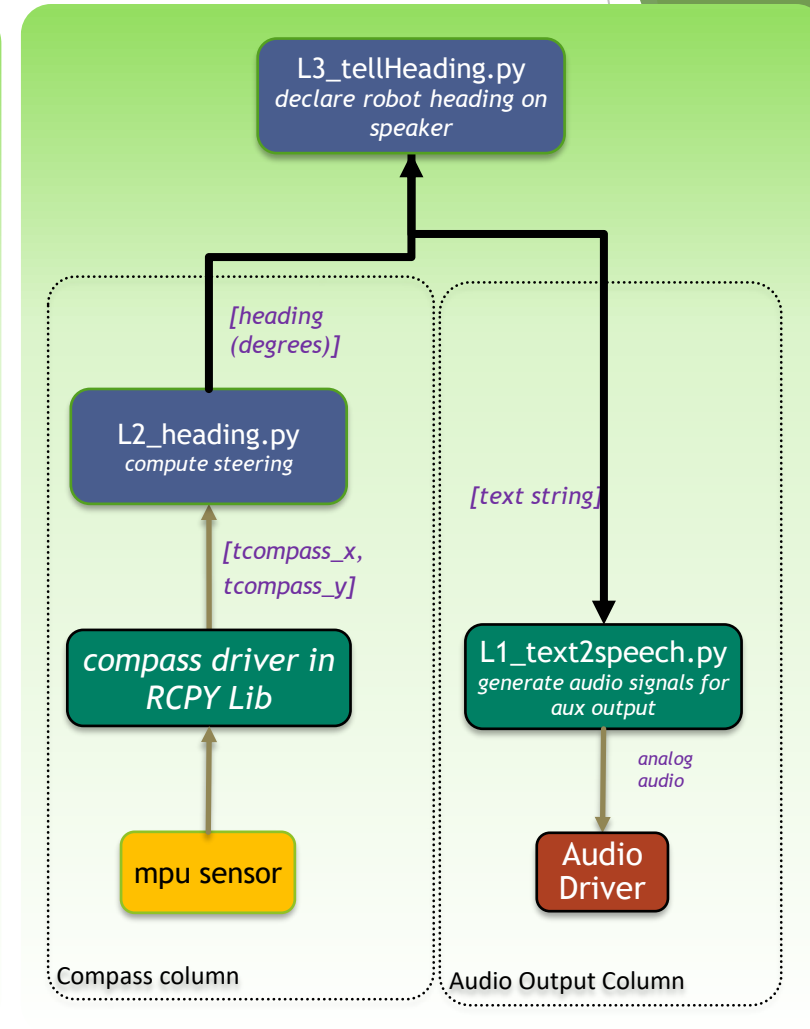 L3_tellHeading.py
declare robot heading on
speaker
[heading
(degrees)]
L2_heading.py
compute steering
[tcompass_x,
tcompass_y]
compass driver in
RCPY Lib
mpu sensor
Compass column
[text string]
L1_text2speech.py
generate audio signals for
aux output
analog
audio
Audio
Driver
Audio Output Column